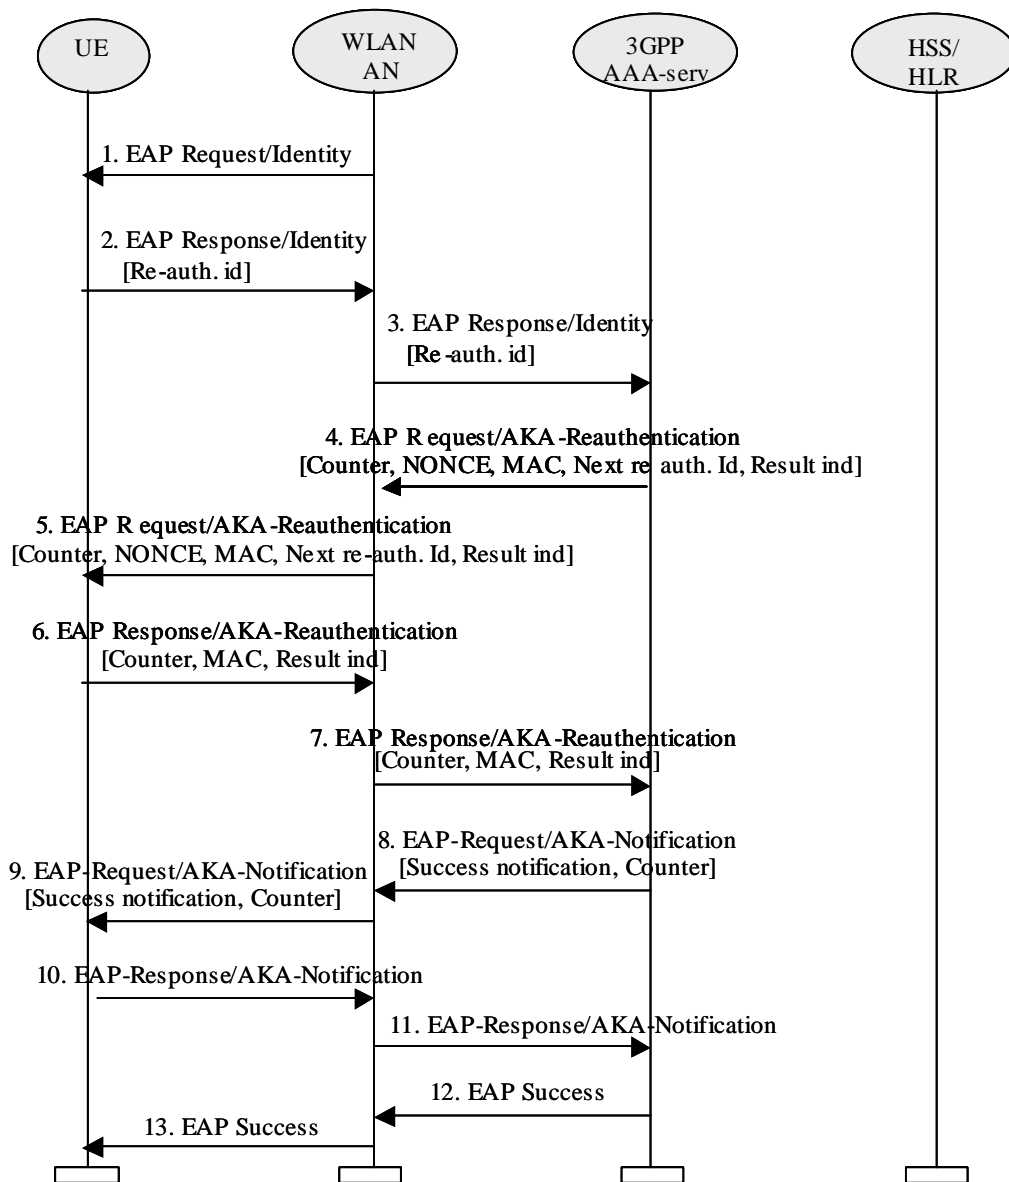 UE
WLAN
AN
3GPP
AAA-serv
HSS/
HLR
1. EAP Request/Identity
2. EAP Response/Identity
[Re-auth. id]
3. EAP Response/Identity
[Re-auth. id]
4. EAP Request/AKA-Reauthentication
[Counter, NONCE, MAC, Next re auth. Id, Result ind]
5. EAP Request/AKA-Reauthentication
[Counter, NONCE, MAC, Next re-auth. Id, Result ind]
6. EAP Response/AKA-Reauthentication
[Counter, MAC, Result ind]
7. EAP Response/AKA-Reauthentication
[Counter, MAC, Result ind]
8. EAP-Request/AKA-Notification
[Success notification, Counter]
9. EAP-Request/AKA-Notification
[Success notification, Counter]
10. EAP-Response/AKA-Notification
11. EAP-Response/AKA-Notification
12. EAP Success
13. EAP Success